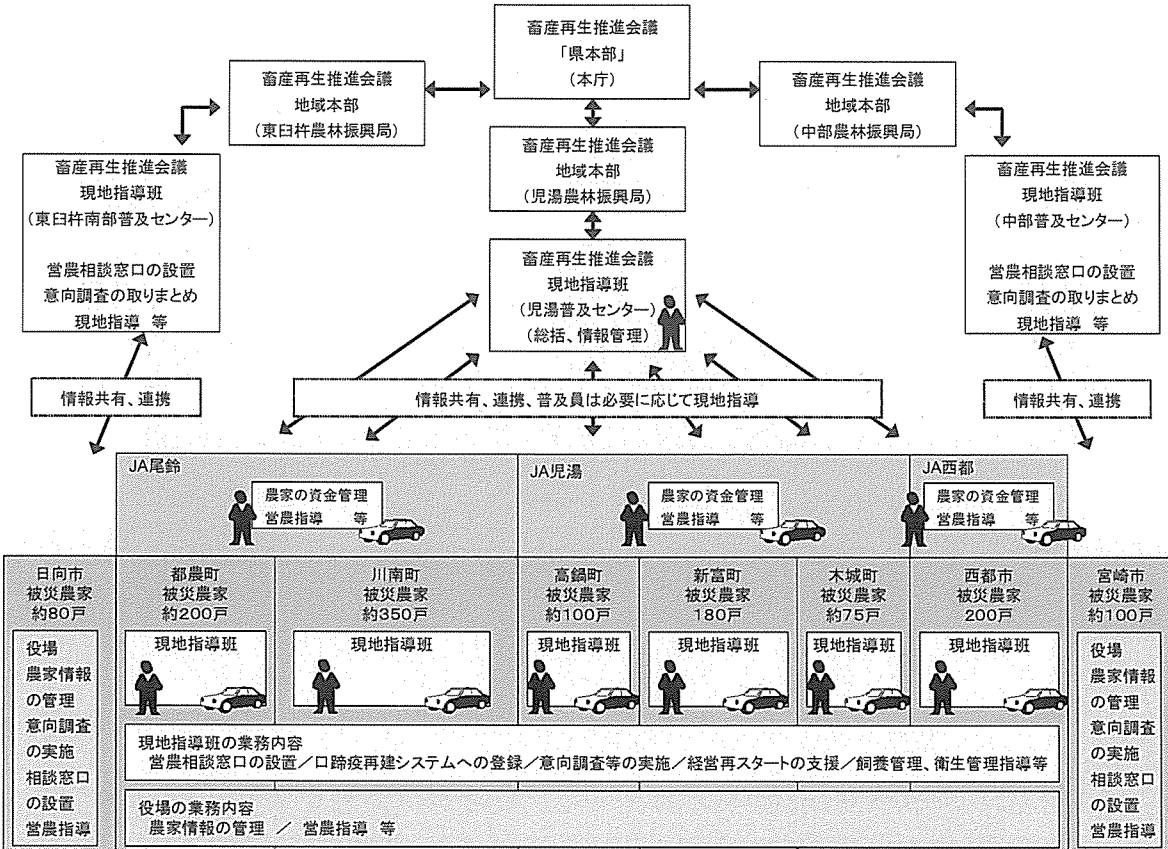 畜産再生推進会議
「県本部」
(本庁)
畜産再生推進会議
地域本部
(東臼杵農林振興局)
畜産再生推進会議
地域本部
(中部農林振興局)
畜産再生推進会議
地域本部
(児湯農林振興局)
畜産再生推進会議
現地指導班
(東臼杵南部普及センター)
営農相談窓口の設置
意向調査の取りまとめ
現地指導 等
畜産再生推進会議
現地指導班
(児湯普及センター)
(総括、情報管理)
畜産再生推進会議
現地指導班
(中部普及センター)
営農相談窓口の設置
意向調査の取りまとめ
現地指導 等
情報共有、連携
情報共有、連携、普及員は必要に応じて現地指導
情報共有、連携
JA尾鈴
農家の資金管理
営農指導 等
JA児湯
農家の資金管理
営農指導 等
JA西都
農家の資金管理
営農指導 等
日向市
被災農家
約80戸
役場
農家情報
の管理
意向調査
の実施
相談窓口
の設置
営農指導
都農町
被災農家
約200戸
現地指導班
川南町
被災農家
約350戸
現地指導班
高鍋町
被災農家
約100戸
現地指導班
新富町
被災農家
180戸
現地指導班
木城町
被災農家
約75戸
現地指導班
西都市
被災農家
200戸
現地指導班
宮崎市
被災農家
約100戸
役場
農家情報
の管理
意向調査
の実施
相談窓口
の設置
営農指導
現地指導班の業務内容
営農相談窓口の設置/口蹄疫再建システムへの登録/意向調査等の実施/経営再スタートの支援/飼養管理、衛生管理指導等
役場の業務内容
農家情報の管理 / 営農指導 等